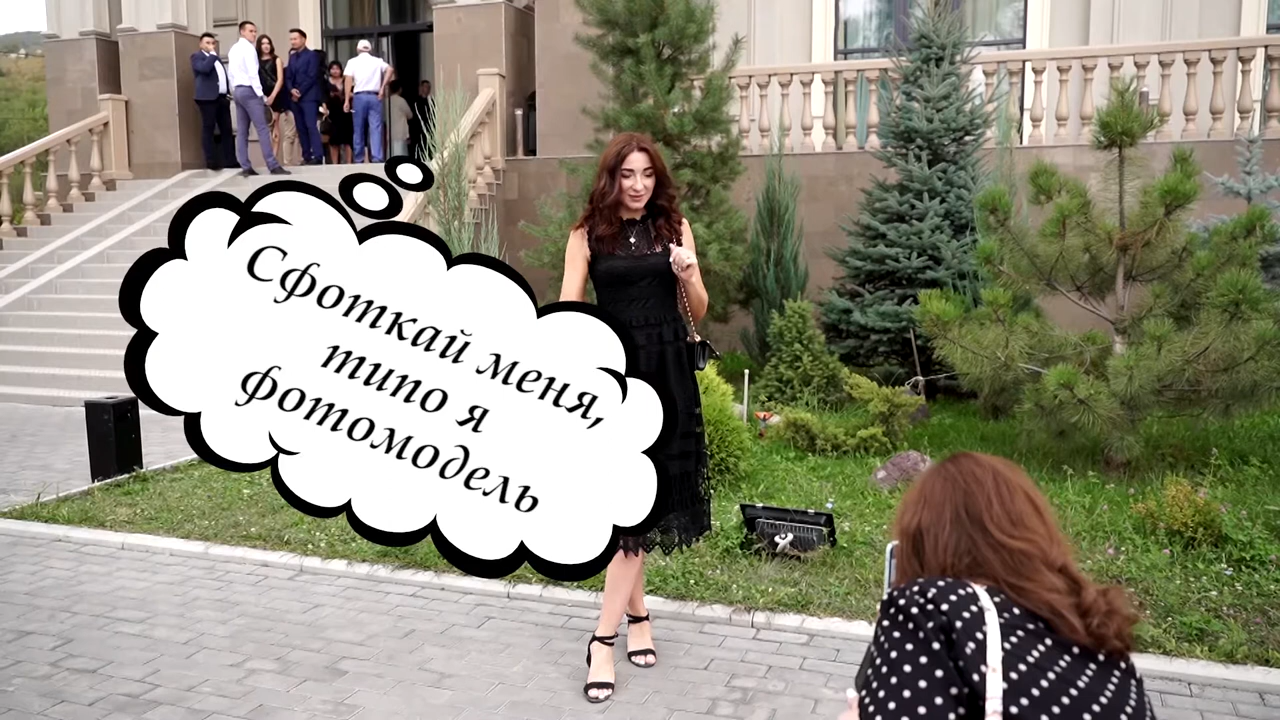 Сфоткай меня,
типо я
фотомодель